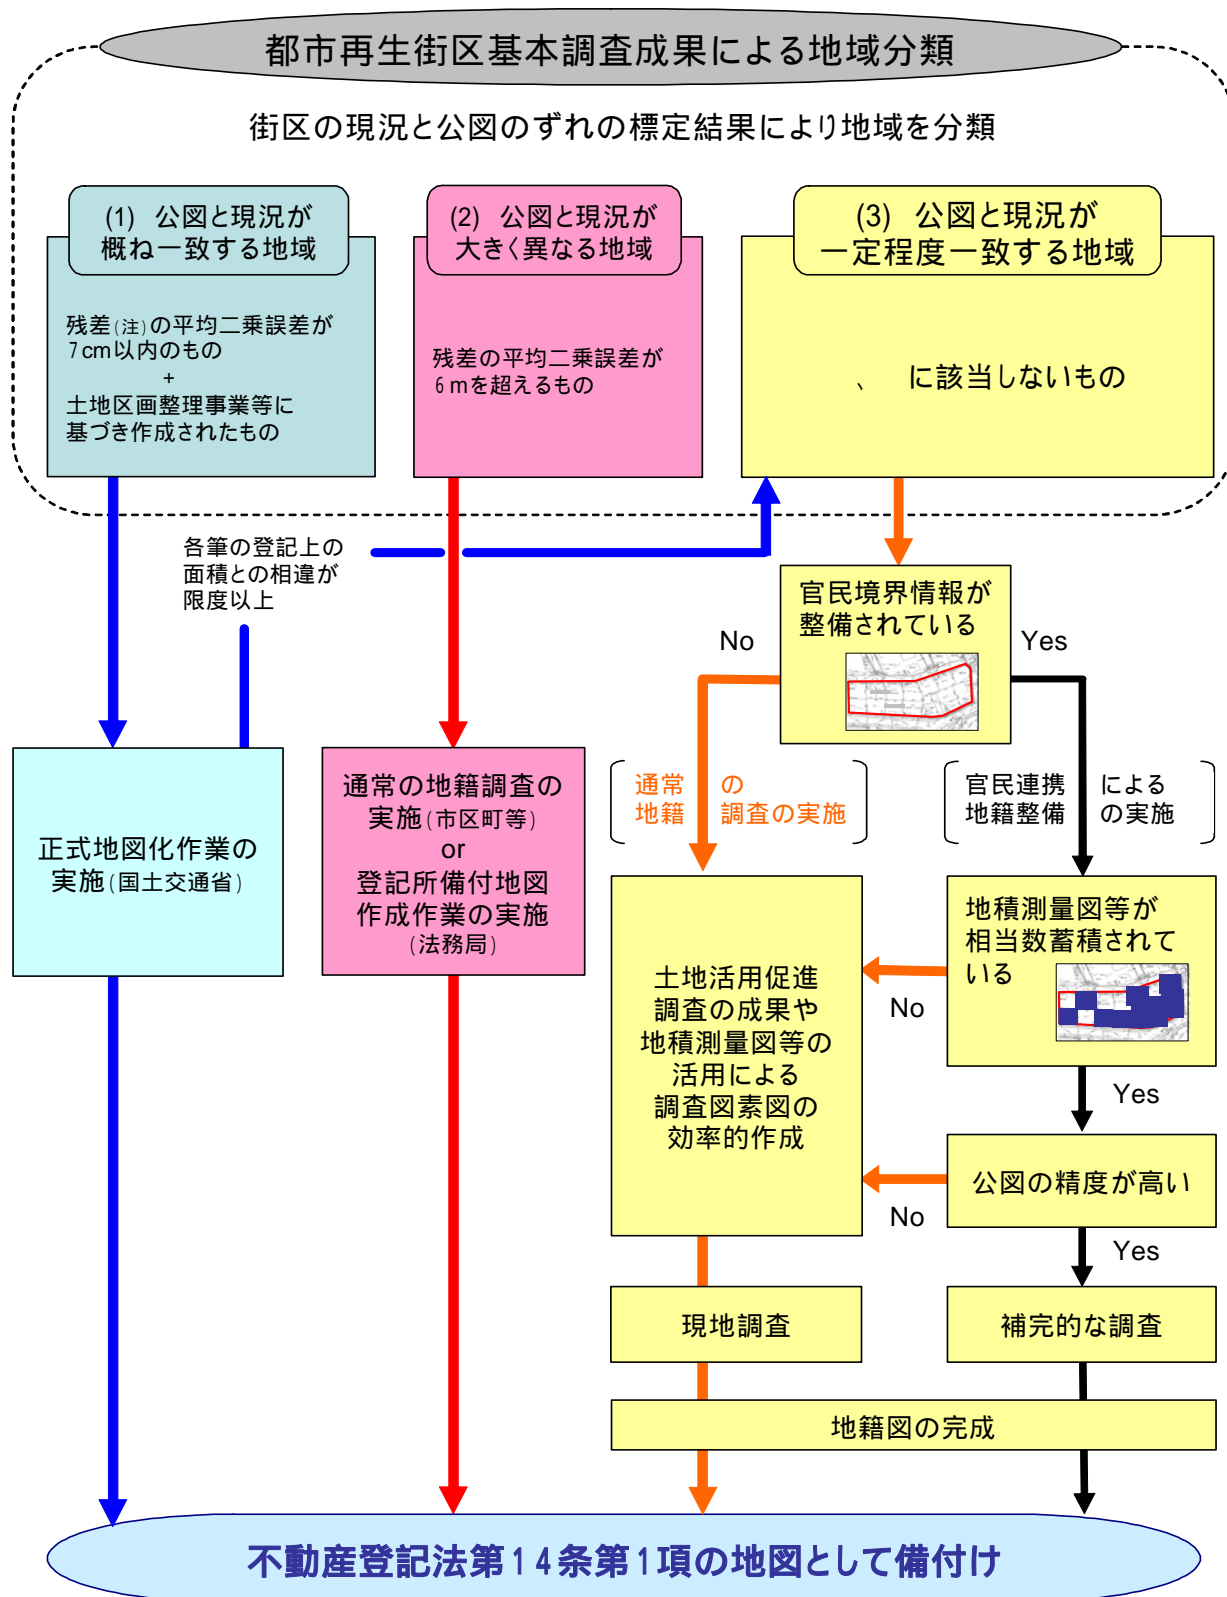 都市再生街区基本調査成果による地域分類
街区の現況と公図のずれの標定結果により地域を分類
(1) 公図と現況が
概ね一致する地域
残差(注)の平均二乗誤差が
7cm以内のもの
+
土地区画整理事業等に
基づき作成されたもの
(2) 公図と現況が
大きく異なる地域
残差の平均二乗誤差が
6mを超えるもの
(3) 公図と現況が
一定程度一致する地域
、 に該当しないもの
各筆の登記上の
面積との相違が
限度以上
官民境界情報が
整備されている
No
Yes
通常の
地籍調査の実施
官民連携による
地籍整備の実施
正式地図化作業の
実施(国土交通省)
通常の地籍調査の
実施(市区町等)
or
登記所備付地図
作成作業の実施
(法務局)
土地活用促進
調査の成果や
地積測量図等の
活用による
調査図素図の
効率的作成
地積測量図等が
相当数蓄積されて
いる
No
Yes
公図の精度が高い
No
Yes
現地調査
補完的な調査
地籍図の完成
不動産登記法第14条第1項の地図として備付け